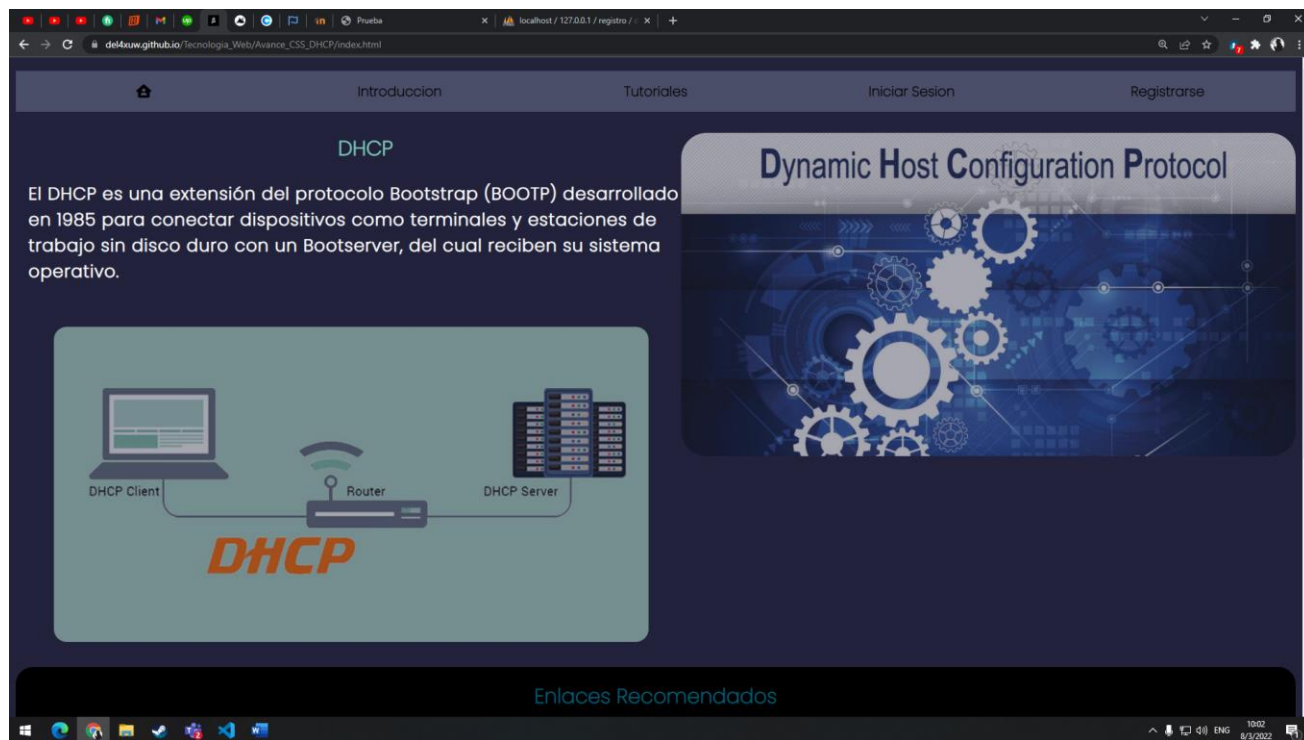 Prueba
localhost / 127.0.0.1 / registro /
del4xuw.github.io/Tecnologia_Web/Avance_CSS_DHCP/index.html
Introduccion
Tutoriales
Iniciar Sesion
Registrarse
DHCP
El DHCP es una extensión del protocolo Bootstrap (BOOTP) desarrollado
en 1985 para conectar dispositivos como terminales y estaciones de
trabajo sin disco duro con un Bootserver, del cual reciben su sistema
operativo.
Dynamic Host Configuration Protocol
DHCP Client
Router
DHCP Server
DHCP
Enlaces Recomendados
ENG
10:02
8/3/2022